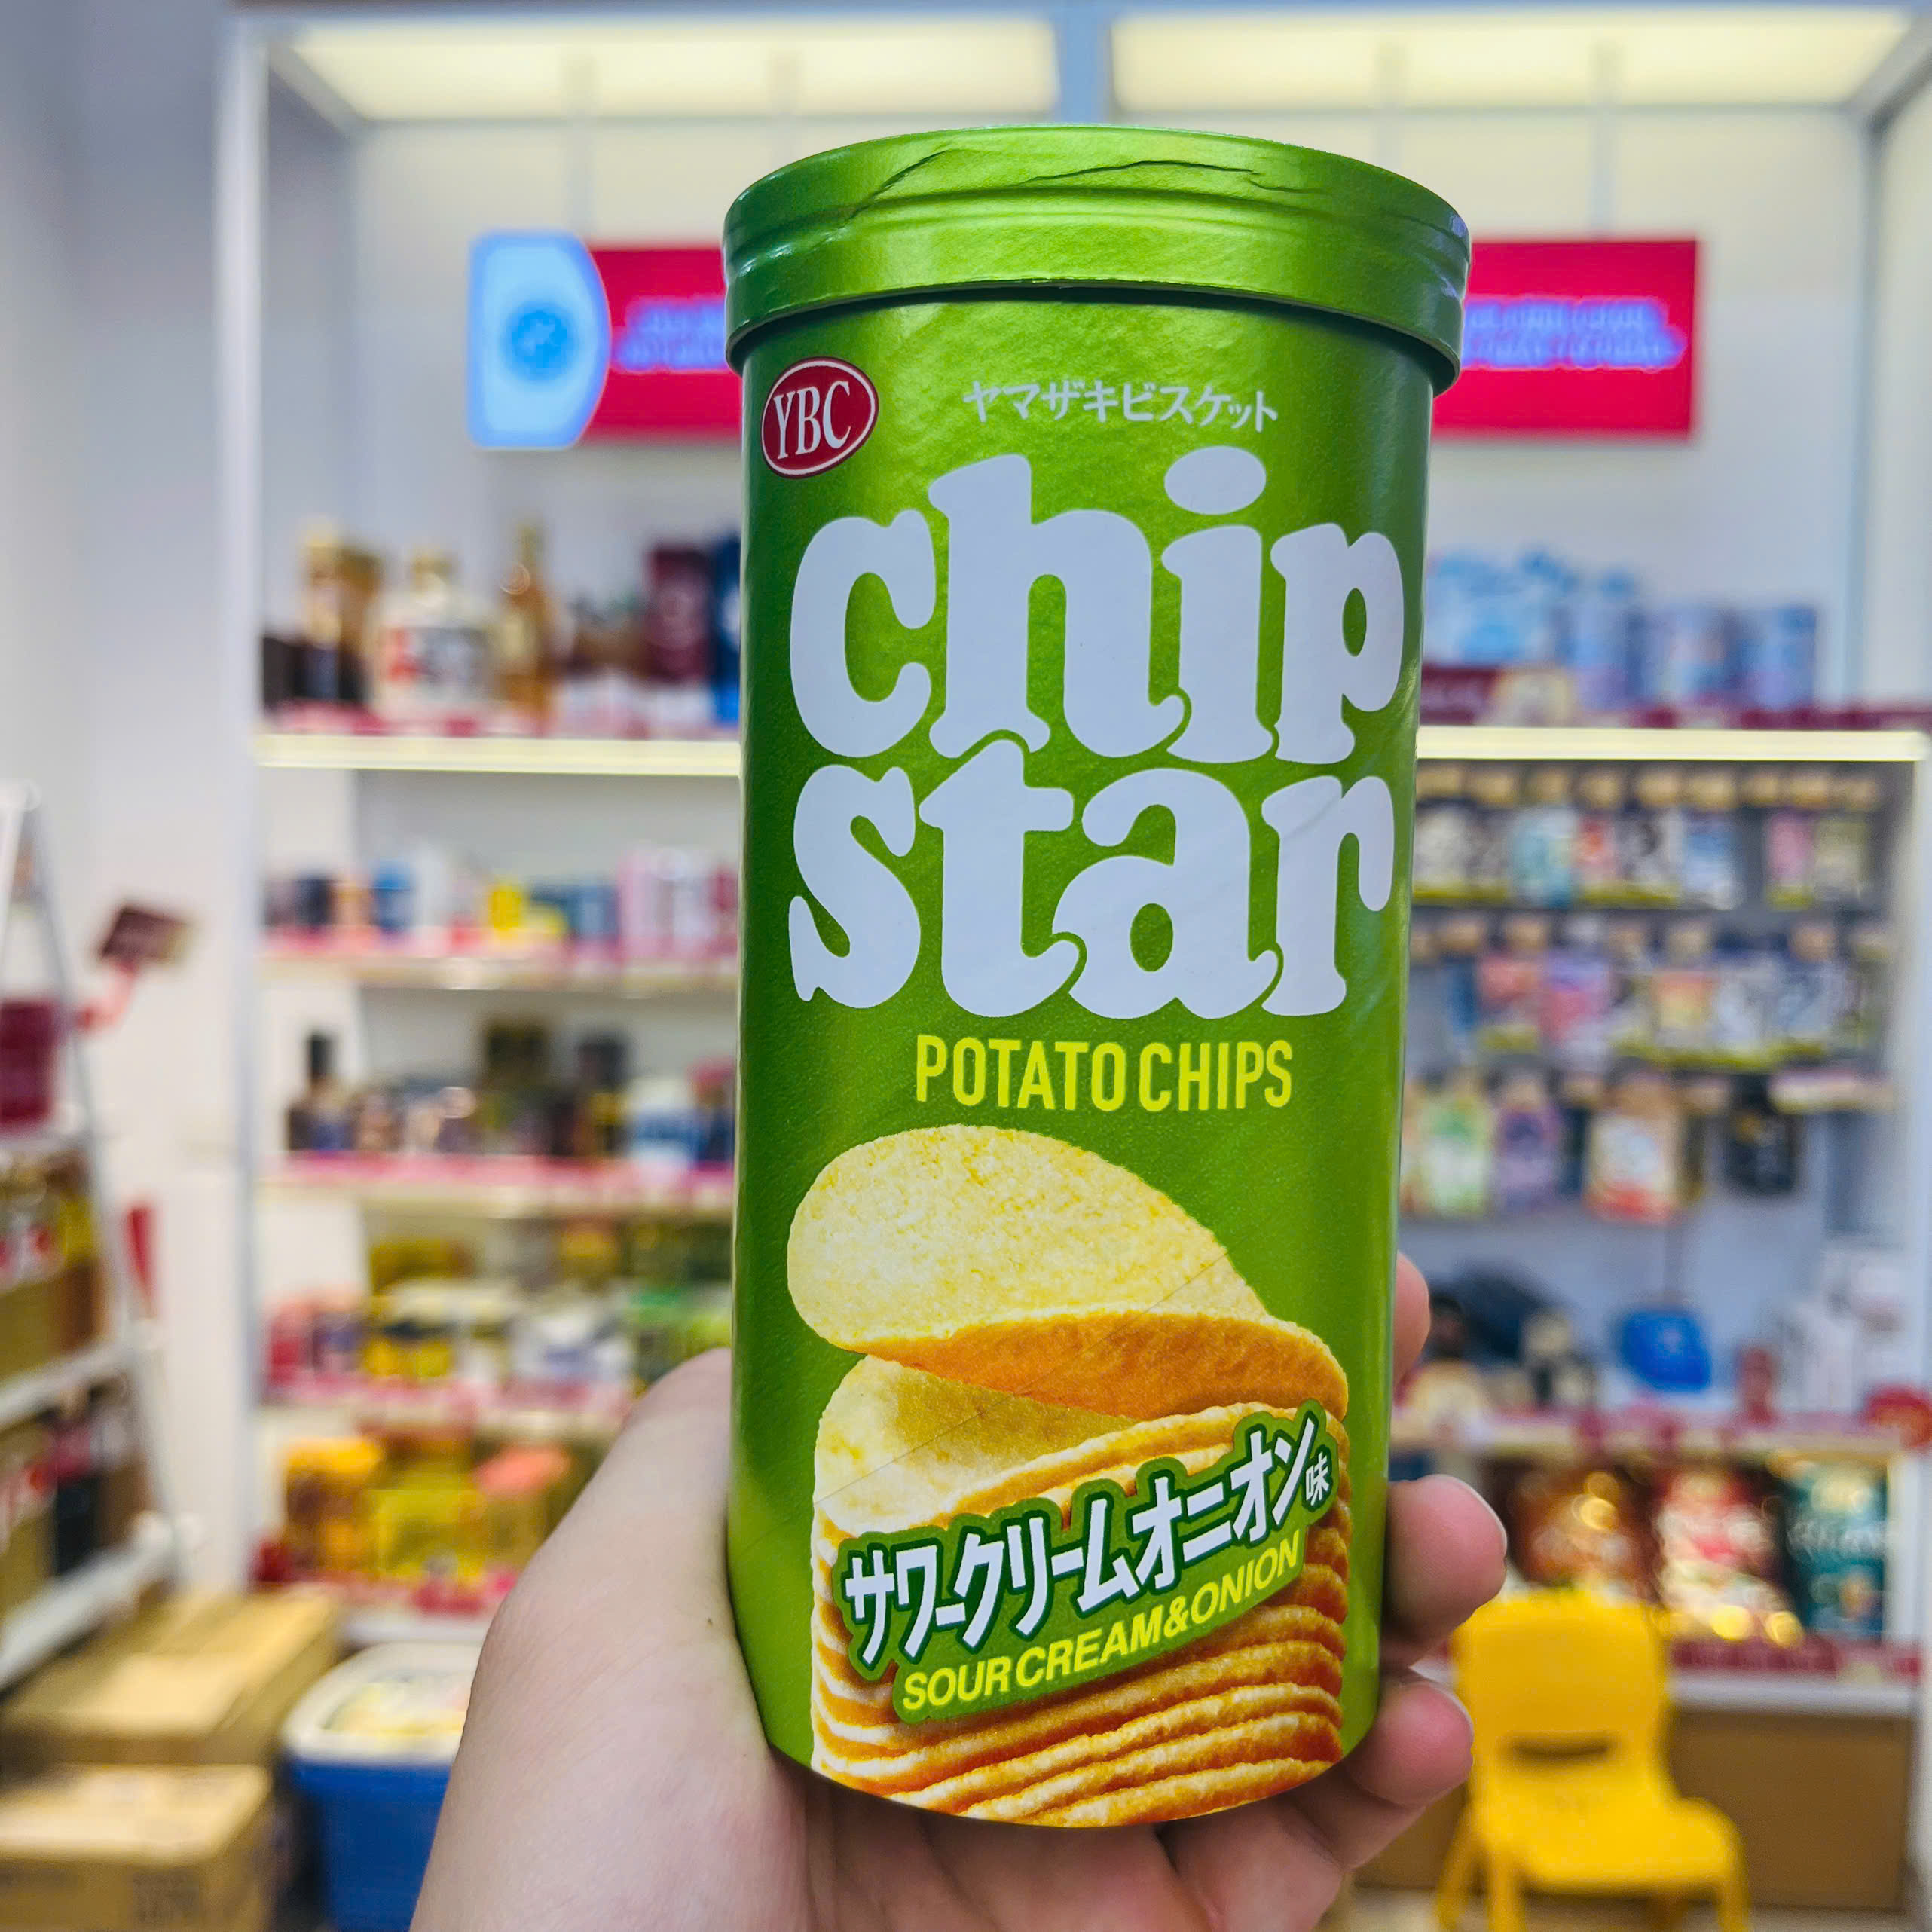 YBC
ヤマザキビスケット
chip
star
POTATO CHIPS
サワークリームオニオン味
SOUR CREAM & ONION